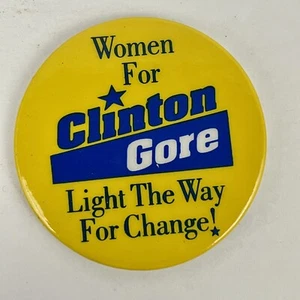 Women
For
Clinton
Gore
Light The Way
For Change!